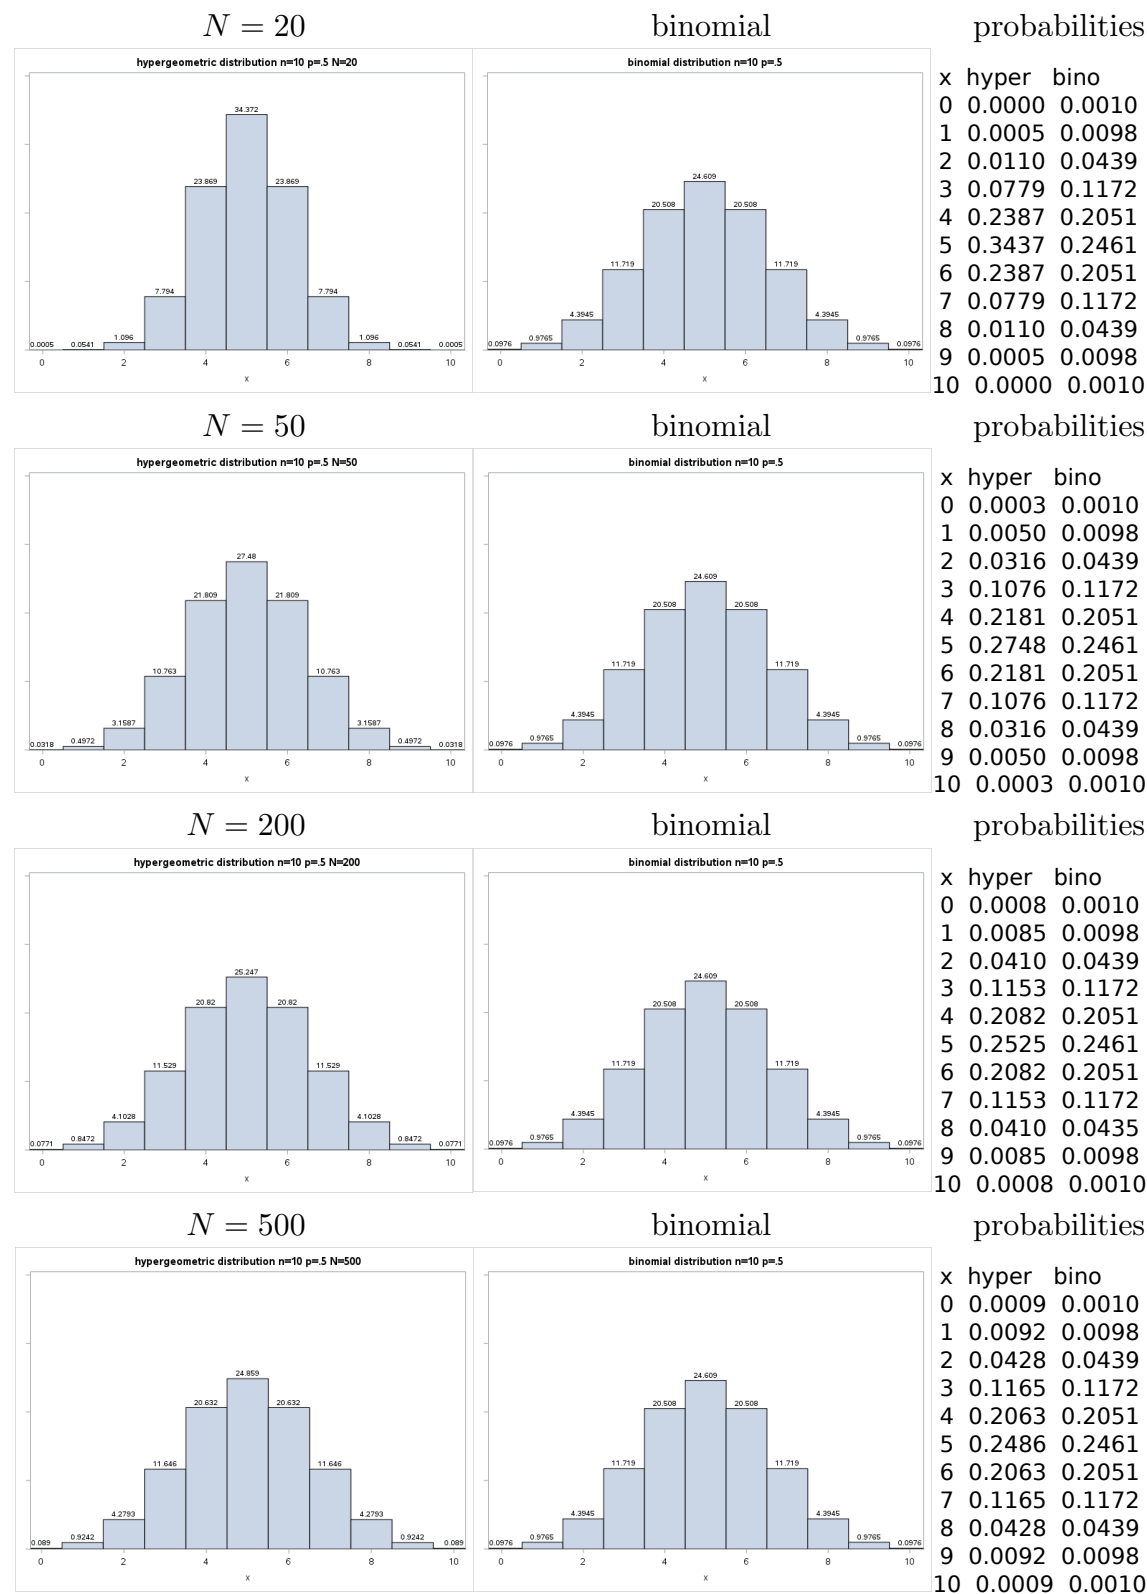 N = 20 binomial probabilities
hypergeometric distribution n=10 p=.5 N=20
34.372
23.869 23.869
7.794 7.794
1.096 1.096
0.0005 0.0541 0.0541 0.0005
0 2 4 6 8 10
x
binomial distribution n=10 p=.5
24.609
20.508 20.508
11.719 11.719
4.3945 4.3945
0.0976 0.9765 0.9765 0.0976
0 2 4 6 8 10
x
x hyper bino
0 0.0000 0.0010
1 0.0005 0.0098
2 0.0110 0.0439
3 0.0779 0.1172
4 0.2387 0.2051
5 0.3437 0.2461
6 0.2387 0.2051
7 0.0779 0.1172
8 0.0110 0.0439
9 0.0005 0.0098
10 0.0000 0.0010
N = 50 binomial probabilities
hypergeometric distribution n=10 p=.5 N=50
27.48
21.809 21.809
10.763 10.763
3.1587 3.1587
0.0318 0.4972 0.4972 0.0318
0 2 4 6 8 10
x
binomial distribution n=10 p=.5
24.609
20.508 20.508
11.719 11.719
4.3945 4.3945
0.0976 0.9765 0.9765 0.0976
0 2 4 6 8 10
x
x hyper bino
0 0.0003 0.0010
1 0.0050 0.0098
2 0.0316 0.0439
3 0.1076 0.1172
4 0.2181 0.2051
5 0.2748 0.2461
6 0.2181 0.2051
7 0.1076 0.1172
8 0.0316 0.0439
9 0.0050 0.0098
10 0.0003 0.0010
N = 200 binomial probabilities
hypergeometric distribution n=10 p=.5 N=200
25.247
20.82 20.82
11.529 11.529
4.1028 4.1028
0.0771 0.8472 0.8472 0.0771
0 2 4 6 8 10
x
binomial distribution n=10 p=.5
24.609
20.508 20.508
11.719 11.719
4.3945 4.3945
0.0976 0.9765 0.9765 0.0976
0 2 4 6 8 10
x
x hyper bino
0 0.0008 0.0010
1 0.0085 0.0098
2 0.0410 0.0439
3 0.1153 0.1172
4 0.2082 0.2051
5 0.2525 0.2461
6 0.2082 0.2051
7 0.1153 0.1172
8 0.0410 0.0435
9 0.0085 0.0098
10 0.0008 0.0010
N = 500 binomial probabilities
hypergeometric distribution n=10 p=.5 N=500
24.859
20.632 20.632
11.646 11.646
4.2793 4.2793
0.089 0.9242 0.9242 0.089
0 2 4 6 8 10
x
binomial distribution n=10 p=.5
24.609
20.508 20.508
11.719 11.719
4.3945 4.3945
0.0976 0.9765 0.9765 0.0976
0 2 4 6 8 10
x
x hyper bino
0 0.0009 0.0010
1 0.0092 0.0098
2 0.0428 0.0439
3 0.1165 0.1172
4 0.2063 0.2051
5 0.2486 0.2461
6 0.2063 0.2051
7 0.1165 0.1172
8 0.0428 0.0439
9 0.0092 0.0098
10 0.0009 0.0010